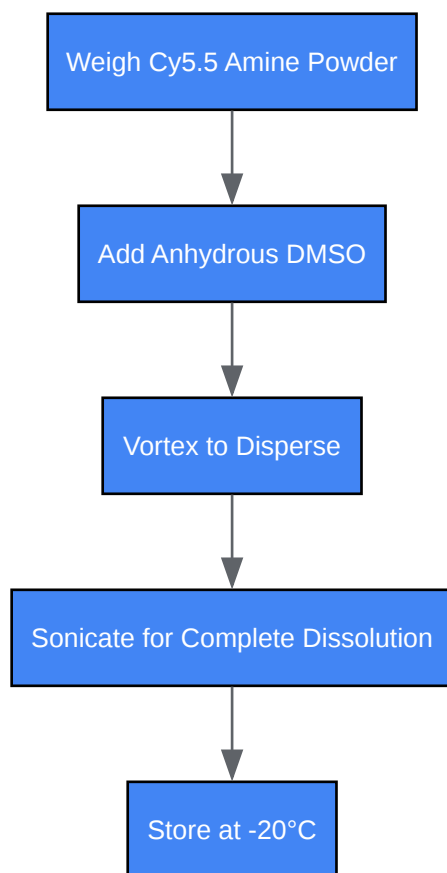 Weigh Cy5.5 Amine Powder
Add Anhydrous DMSO
Vortex to Disperse
Sonicate for Complete Dissolution
Store at -20°C